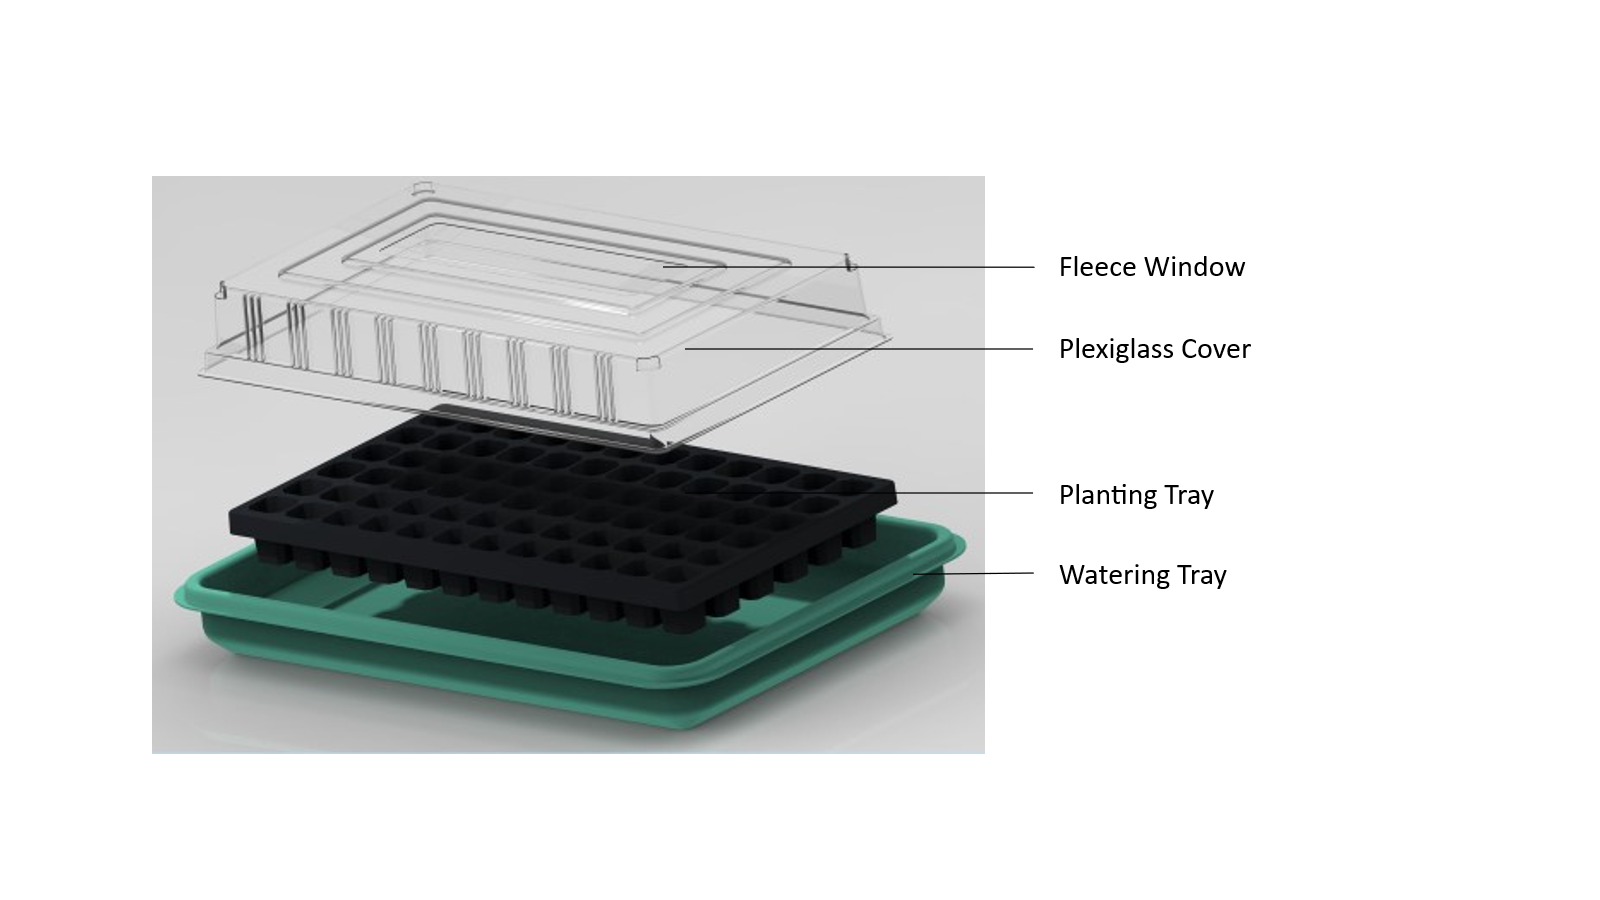 Fleece Window
Plexiglass Cover
Planting Tray
Watering Tray